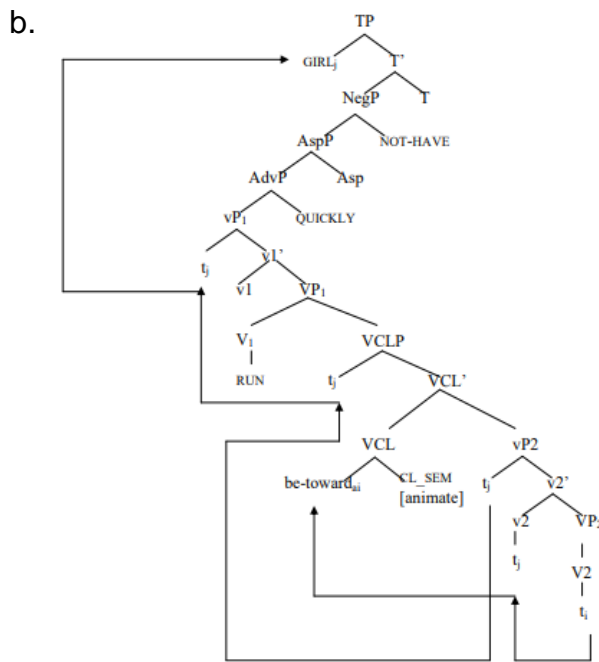 b.
TP
GIRLj T’
NegP T
AspP NOT-HAVE
AdvP Asp
vP1 QUICKLY
tj v1’
v1 VP1
V1 VCLP
RUN tj VCL’
VCL vP2
be-towardai CL_SEM tj v2’
[animate] v2 VP2
tj V2
ti